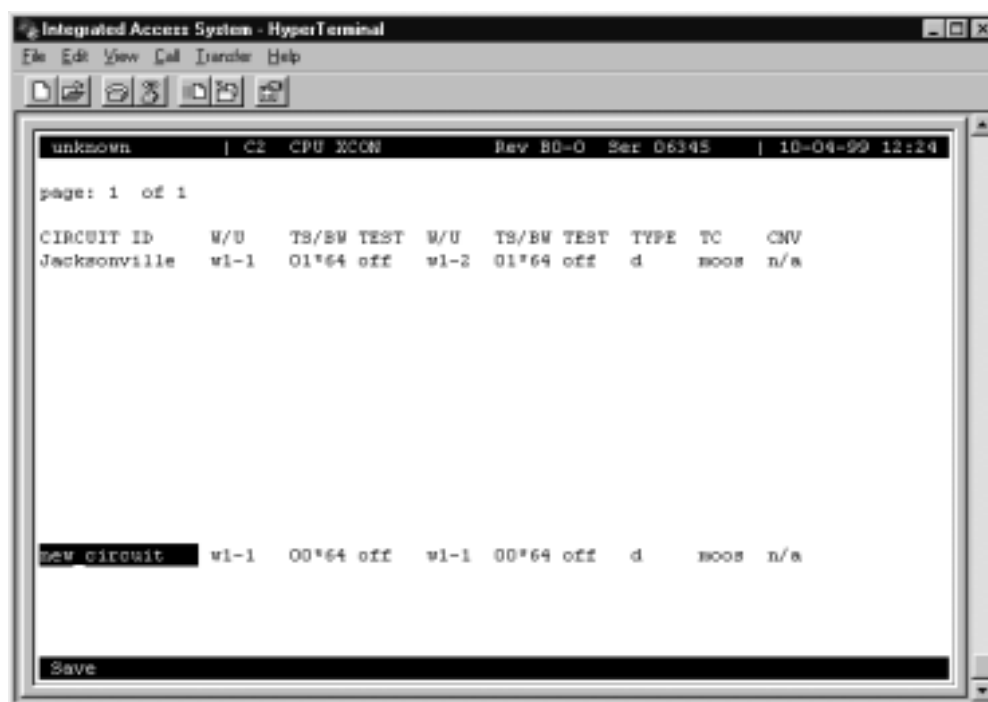 Integrated Access System - HyperTerminal
File Edit View Call Transfer Help
unknown | C2 CPU XCON Rev B0-0 Ser 06345 | 10-04-99 12:24
page: 1 of 1
CIRCUIT ID W/U TS/BW TEST W/U TS/BW TEST TYPE TC CNV
Jacksonville w1-1 01*64 off w1-2 01*64 off d moos n/a
new circuit w1-1 00*64 off w1-1 00*64 off d moos n/a
Save